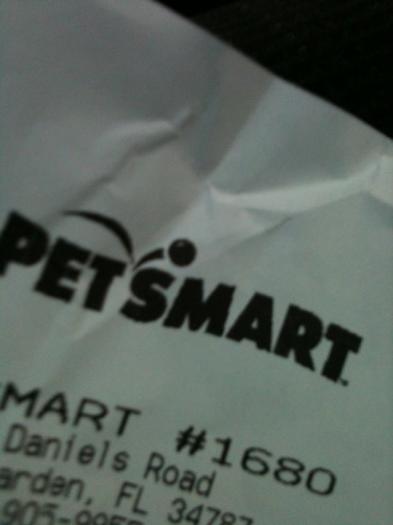 PETSMART
MART #1680
Daniels Road
arden, FL 34787